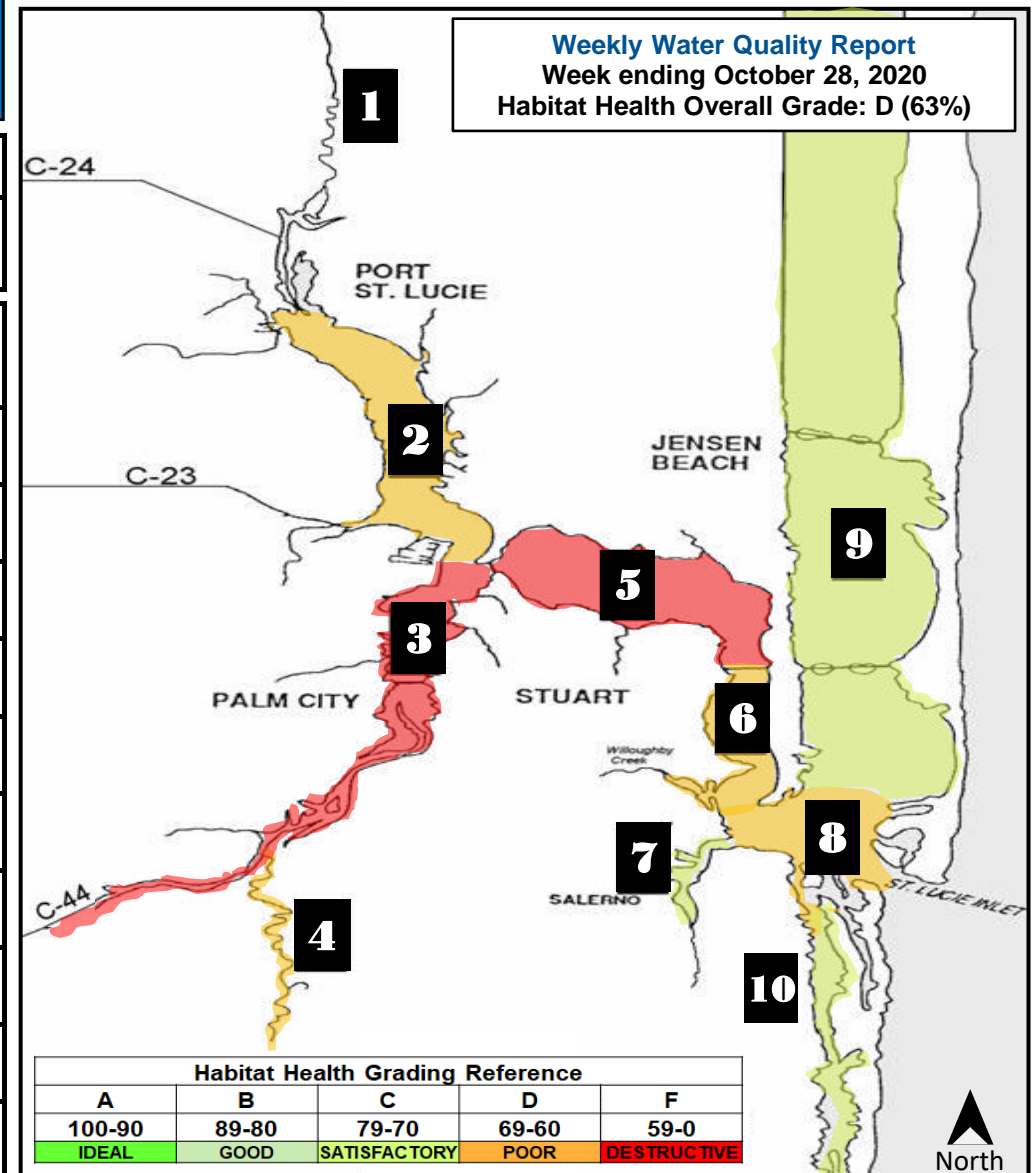 Weekly Water Quality Report
Week ending October 28, 2020
Habitat Health Overall Grade: D (63%)
1
C-24
PORT
ST. LUCIE
2
JENSEN
BEACH
C-23
9
5
3
PALM CITY
STUART
6
Willoughby
Creek
8
7
SALERNO
ST. LUCIE INLET
C-44
4
10
Habitat Health Grading Reference
A B C D F
100-90 89-80 79-70 69-60 59-0
IDEAL GOOD SATISFACTORY POOR DESTRUCTIVE
North